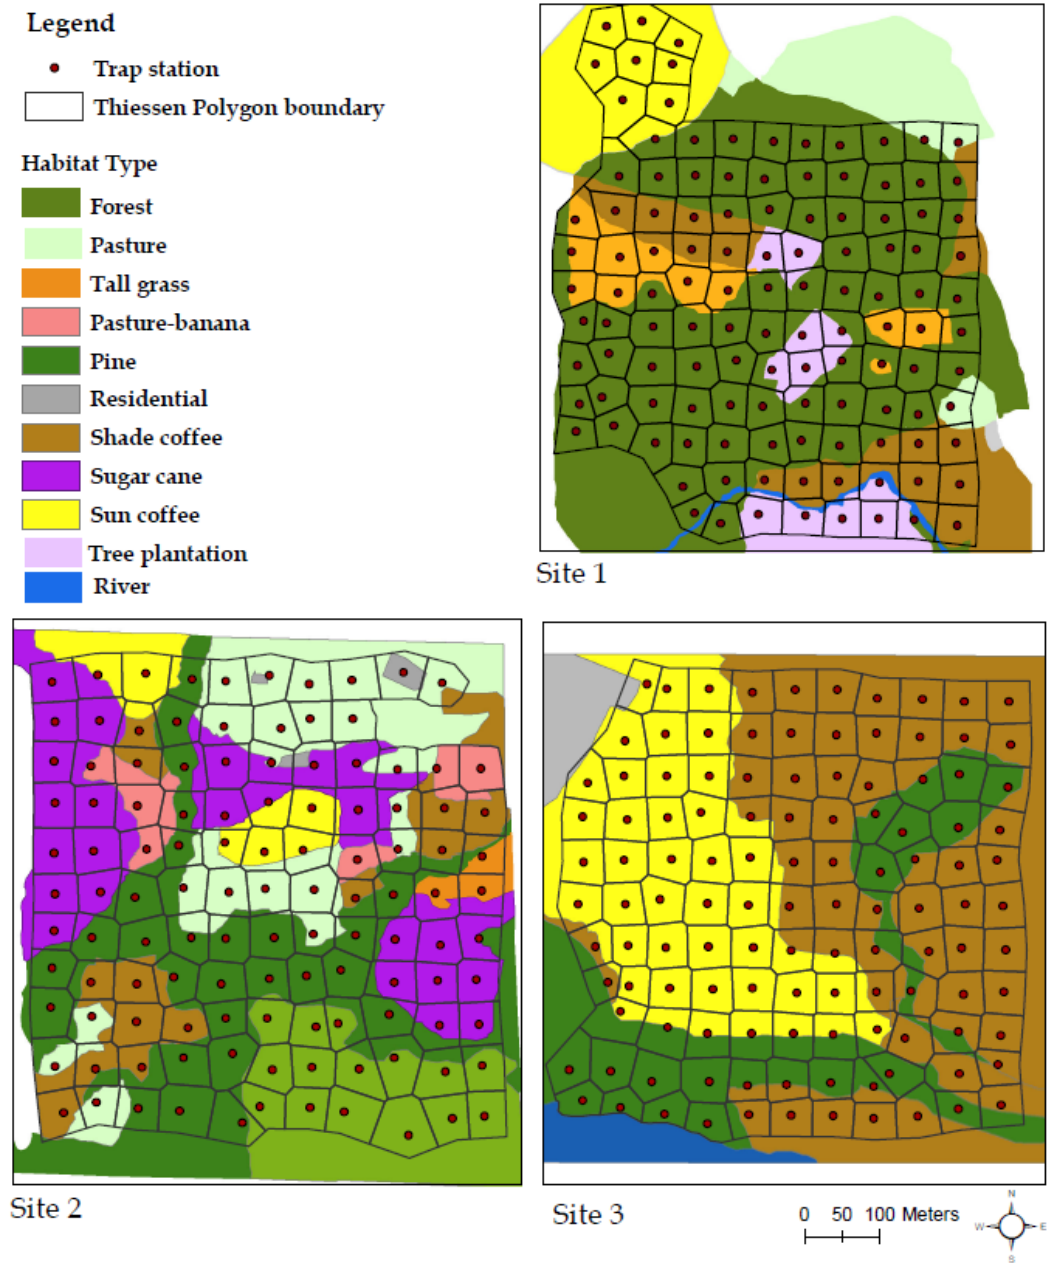 Legend
Trap station
Thiessen Polygon boundary
Habitat Type
Forest
Pasture
Tall grass
Pasture-banana
Pine
Residential
Shade coffee
Sugar cane
Sun coffee
Tree plantation
River
Site 1
Site 2
Site 3
0 50 100 Meters
N
W E
S